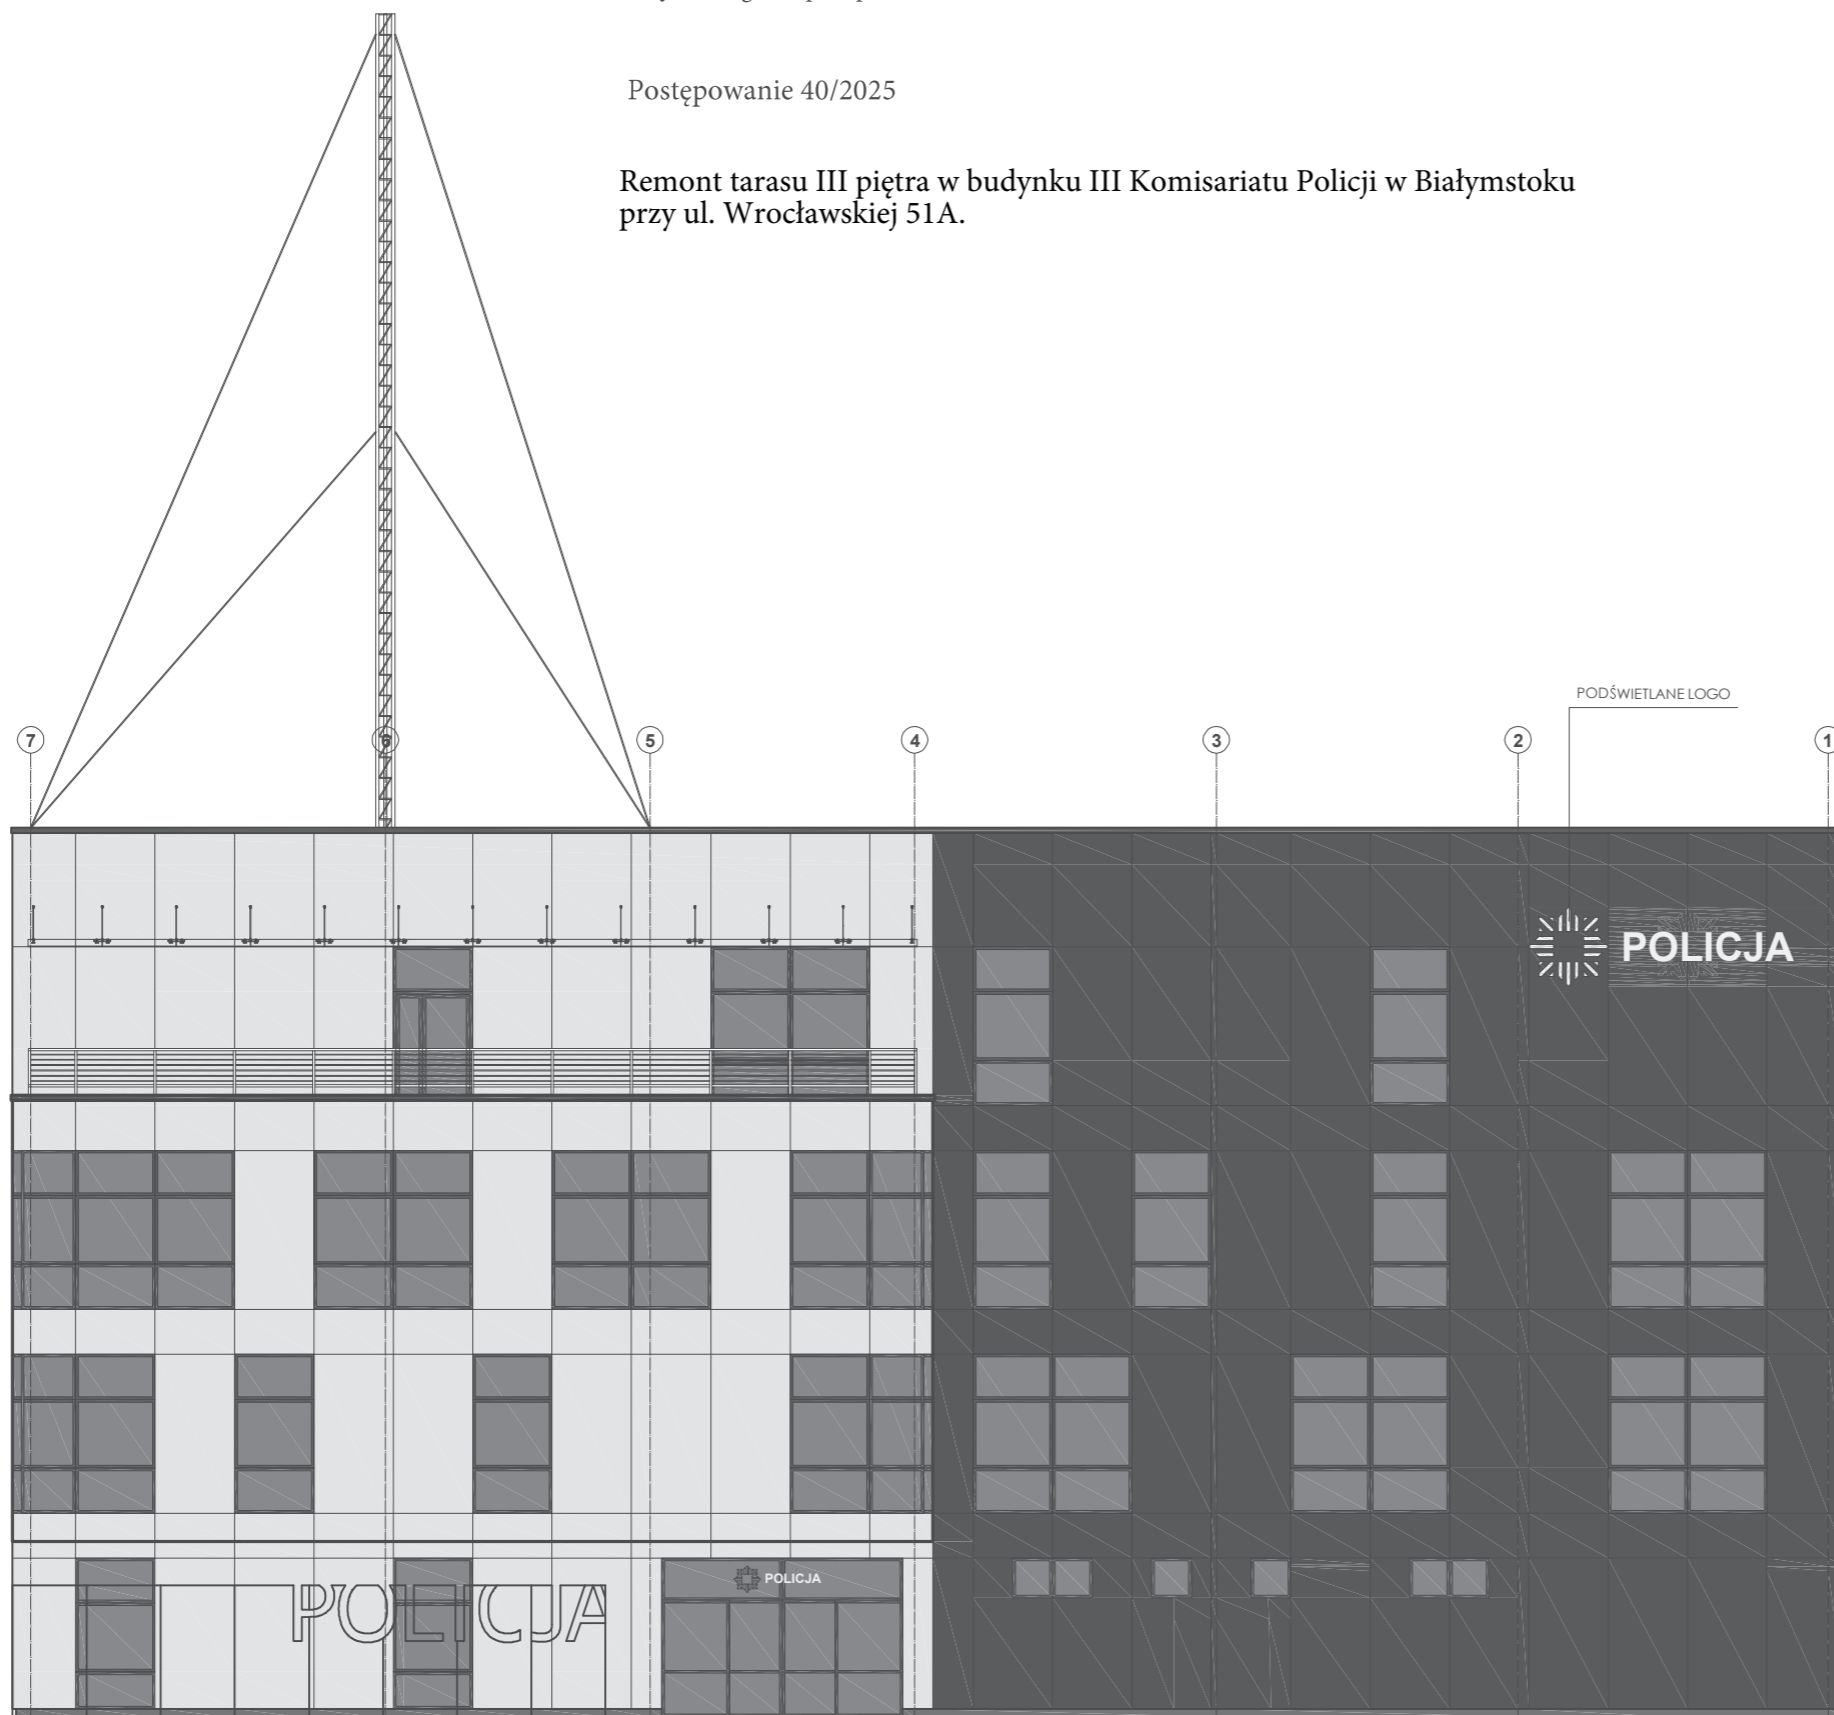 Postępowanie 40/2025
Remont tarasu III piętra w budynku III Komisariatu Policji w Białymstoku
przy ul. Wrocławskiej 51A.
PODŚWIETLANE LOGO
7 6 5 4 3 2 1
POLICJA
POLICJA
POLICJA